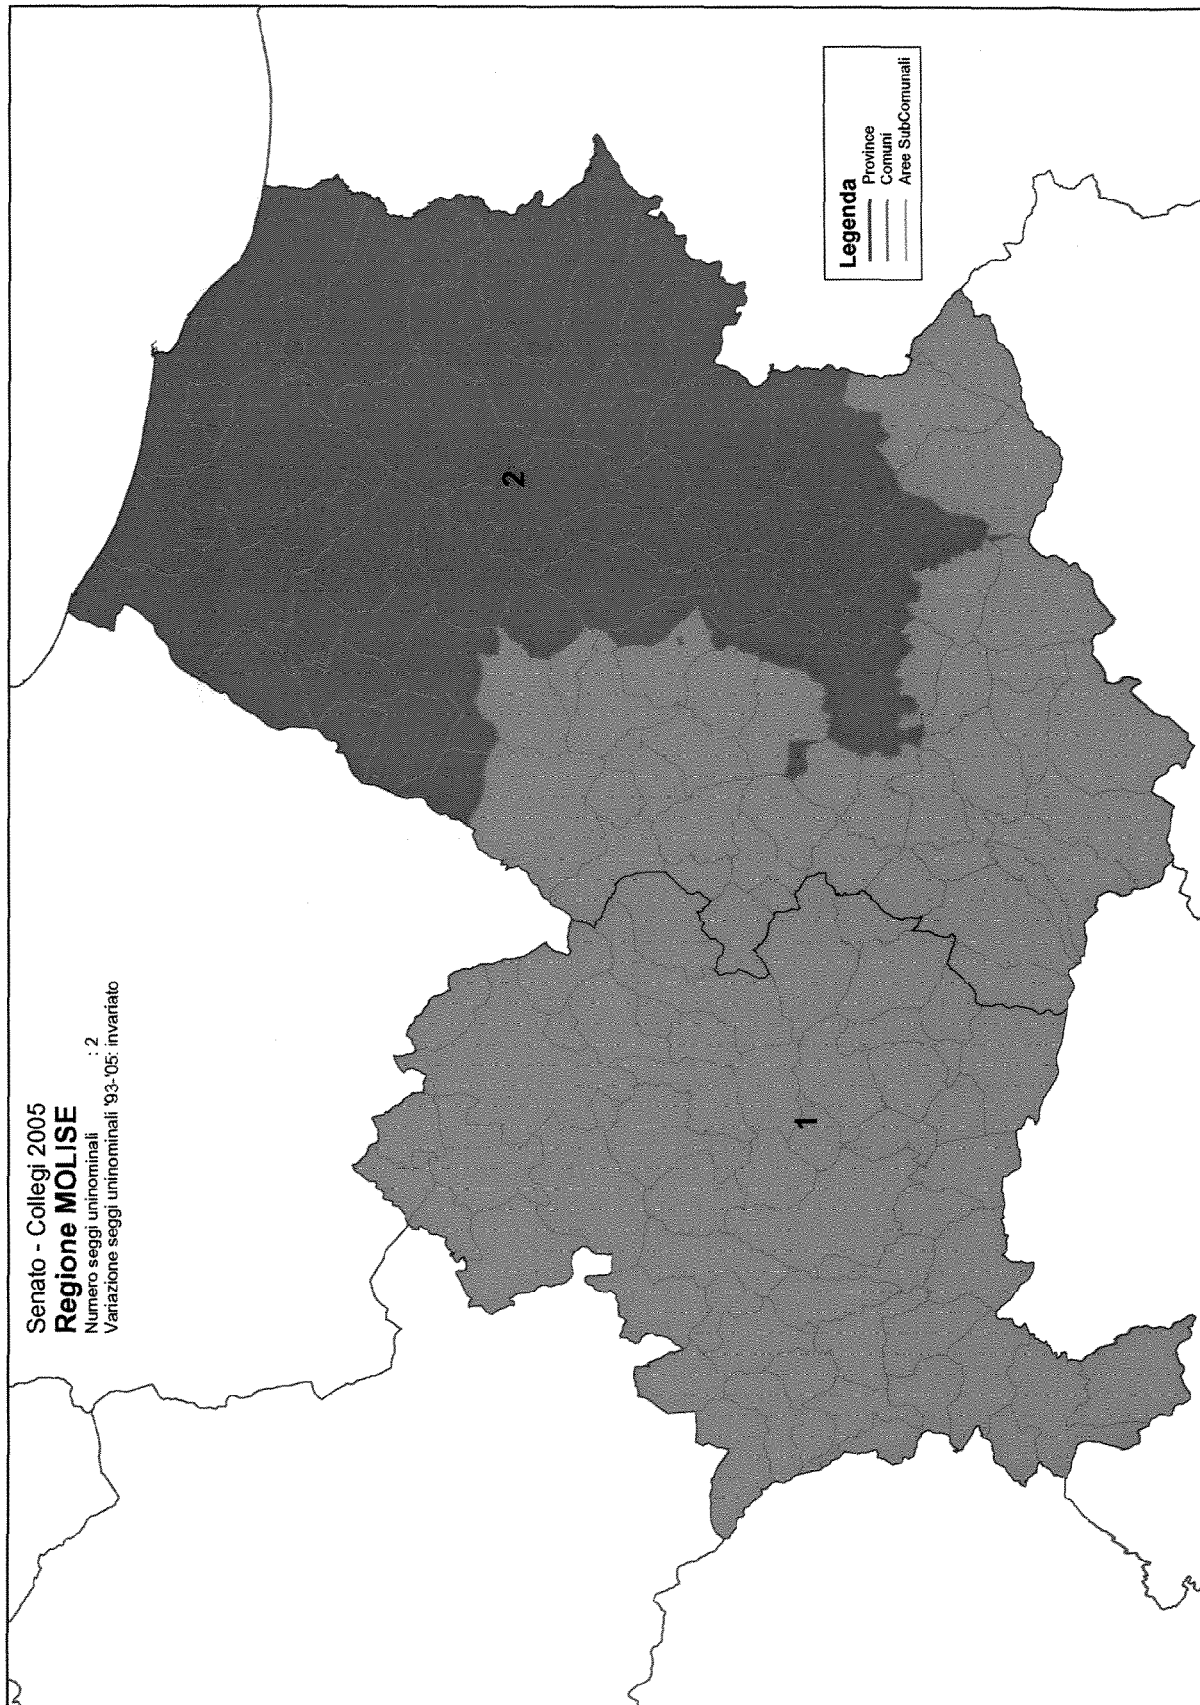 Senato - Collegi 2005
Regione MOLISE
Numero seggi uninominali : 2
Variazione seggi uninominali '93-'05: invariato
2
1
Legenda
Province
Comuni
Aree SubComunali